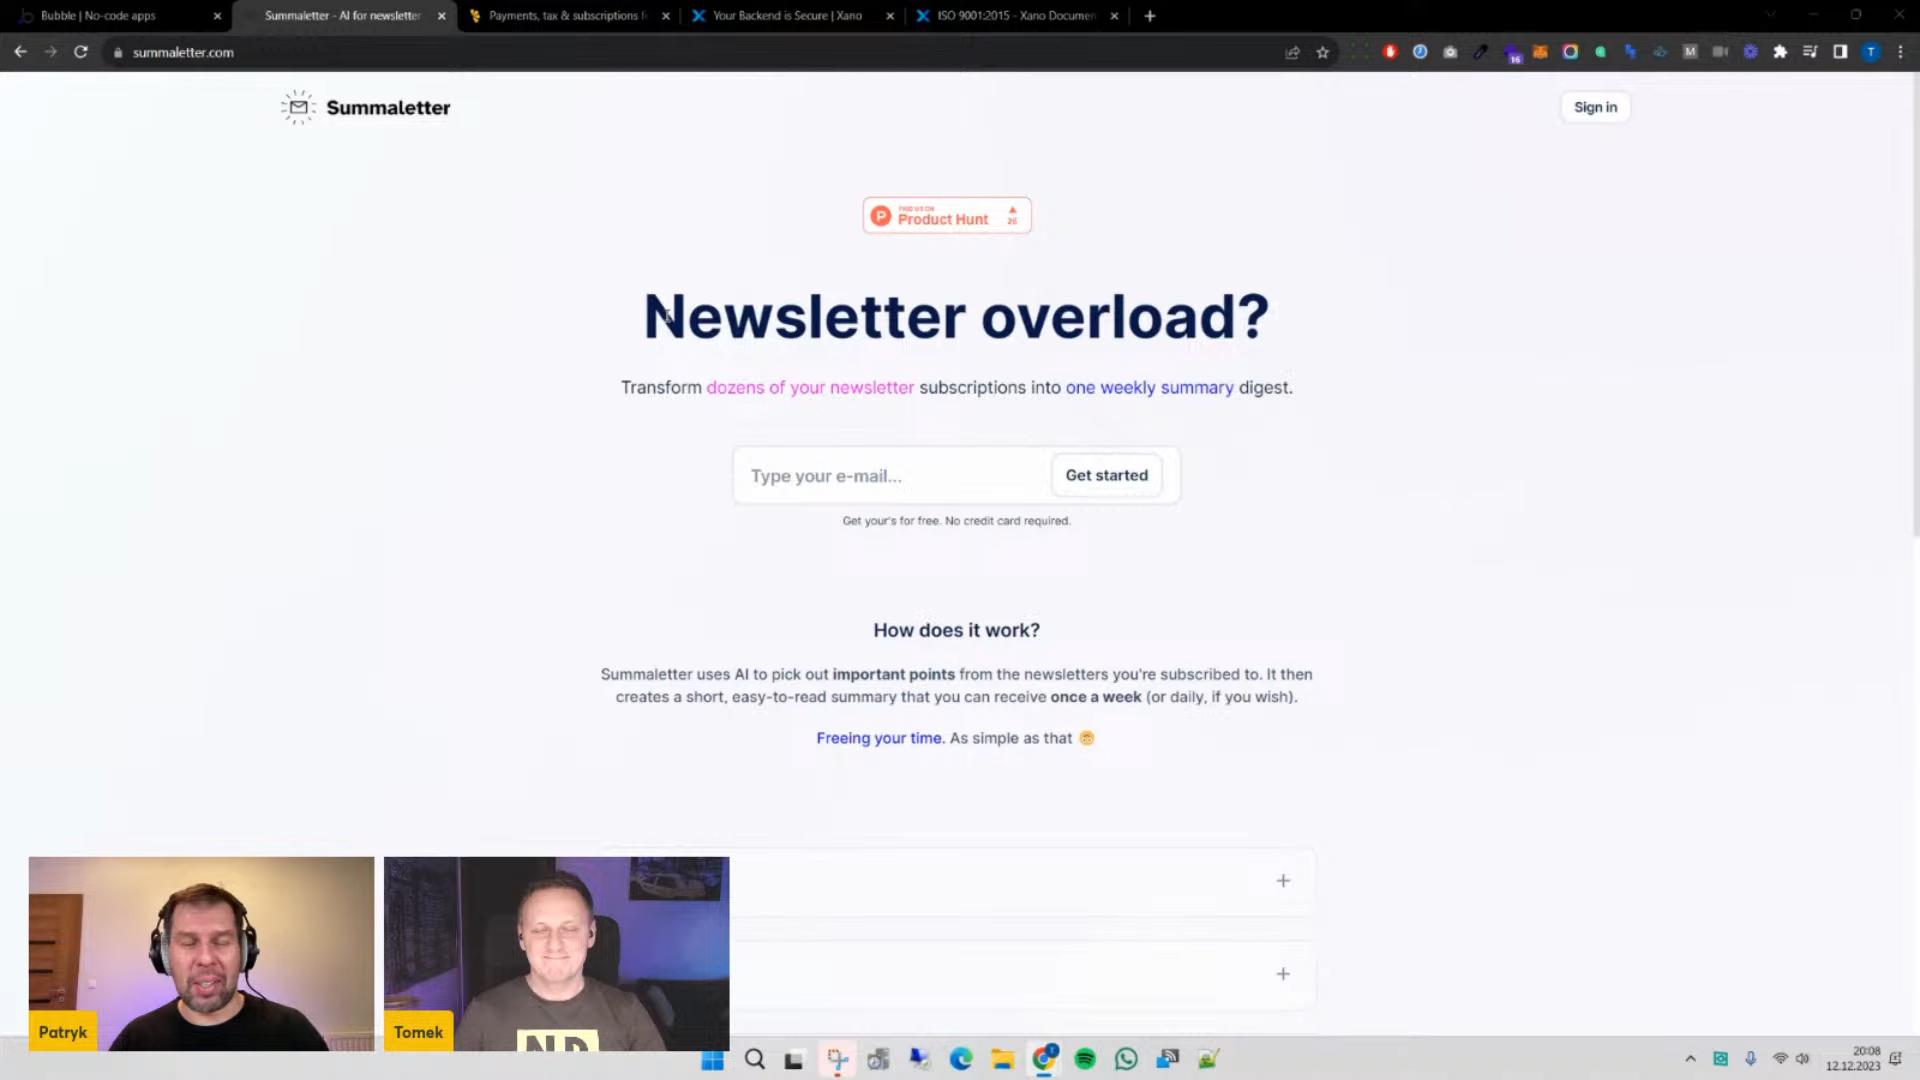 Bubble | No-code apps
Summaletter - AI for newsletter
Payments, tax & subscriptions f
Your Backend is Secure | Xano
ISO 9001:2015 - Xano Documen
summaletter.com
16
M
T
Summaletter
Sign in
P
FIND US ON
Product Hunt
26
Newsletter overload?
Transform dozens of your newsletter subscriptions into one weekly summary digest.
Type your e-mail...
Get started
Get your's for free. No credit card required.
How does it work?
Summaletter uses AI to pick out important points from the newsletters you're subscribed to. It then
creates a short, easy-to-read summary that you can receive once a week (or daily, if you wish).
Freeing your time. As simple as that
Patryk
Tomek
T
20:08
12.12.2023